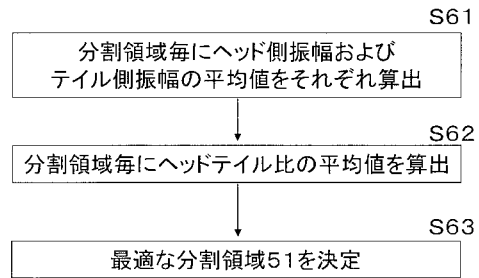 S61
分割領域毎にヘッド側振幅および
テイル側振幅の平均値をそれぞれ算出
S62
分割領域毎にヘッドテイル比の平均値を算出
S63
最適な分割領域51を決定